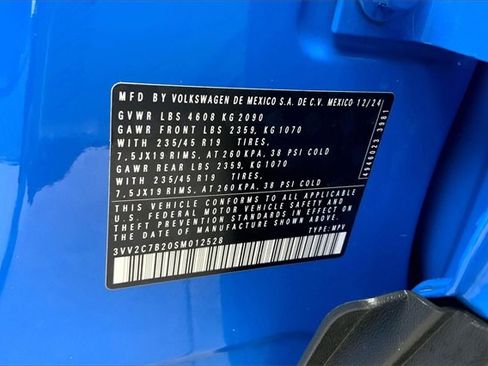 MFD BY VOLKSWAGEN DE MEXICO S.A. DE C.V. MEXICO 12/24
GVWR LBS 4608 KG 2090
GAWR FRONT LBS 2359, KG 1070
WITH 235/45 R19 TIRES,
7,5JX19 RIMS, AT 260 KPA, 38 PSI COLD
GAWR REAR LBS 2359, KG 1070
WITH 235/45 R19 TIRES,
7,5JX19 RIMS, AT 260 KPA, 38 PSI COLD
THIS VEHICLE CONFORMS TO ALL APPLICABLE
U.S. FEDERAL MOTOR VEHICLE SAFETY AND
THEFT PREVENTION STANDARDS IN EFFECT ON THE
DATE OF MANUFACTURE SHOWN ABOVE.
3VV2C7B20SM012528 TYPE: MPV
4946023 3981